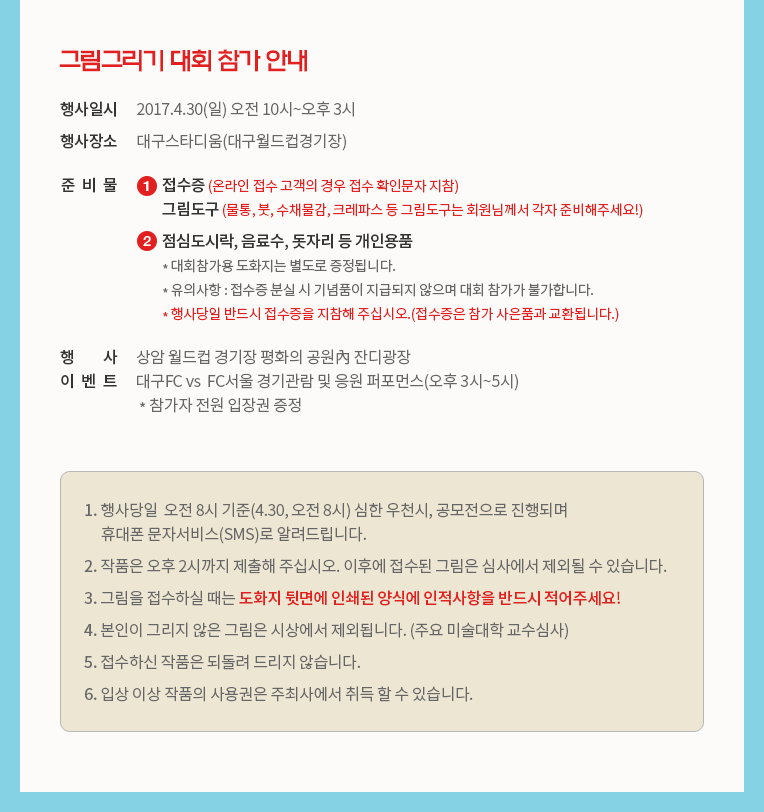 그림그리기 대회 참가 안내
행사일시 2017.4.30(일) 오전 10시~오후 3시
행사장소 대구스타디움(대구월드컵경기장)
준 비 물 1 접수증 (온라인 접수 고객의 경우 접수 확인문자 지참)
그림도구 (물통, 붓, 수채물감, 크레파스 등 그림도구는 회원님께서 각자 준비해주세요!)
2 점심도시락, 음료수, 돗자리 등 개인용품
* 대회참가용 도화지는 별도로 증정됩니다.
* 유의사항 : 접수증 분실 시 기념품이 지급되지 않으며 대회 참가가 불가합니다.
* 행사당일 반드시 접수증을 지참해 주십시오.(접수증은 참가 사은품과 교환됩니다.)
행 사 상암 월드컵 경기장 평화의 공원內 잔디광장
이 벤 트 대구FC vs FC서울 경기관람 및 응원 퍼포먼스(오후 3시~5시)
* 참가자 전원 입장권 증정
1. 행사당일 오전 8시 기준(4.30, 오전 8시) 심한 우천시, 공모전으로 진행되며
휴대폰 문자서비스(SMS)로 알려드립니다.
2. 작품은 오후 2시까지 제출해 주십시오. 이후에 접수된 그림은 심사에서 제외될 수 있습니다.
3. 그림을 접수하실 때는 도화지 뒷면에 인쇄된 양식에 인적사항을 반드시 적어주세요!
4. 본인이 그리지 않은 그림은 시상에서 제외됩니다. (주요 미술대학 교수심사)
5. 접수하신 작품은 되돌려 드리지 않습니다.
6. 입상 이상 작품의 사용권은 주최사에서 취득 할 수 있습니다.